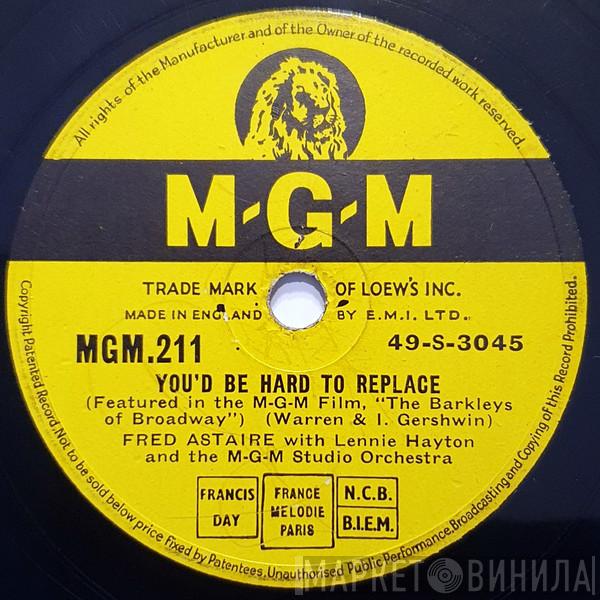 All rights of the Manufacturer and of the Owner of the recorded work reserved.
M-G-M
TRADE MARK OF LOEW'S INC.
MADE IN ENGLAND BY E.M.I. LTD.
MGM.211 49-S-3045
YOU'D BE HARD TO REPLACE
(Featured in the M-G-M Film, "The Barkleys
of Broadway") (Warren & I. Gershwin)
FRED ASTAIRE with Lennie Hayton
and the M-G-M Studio Orchestra
FRANCIS
DAY
FRANCE
MELODIE
PARIS
N.C.B.
B.I.E.M.
Copyright Patented Record Not to be sold below price fixed by Patentees, Unauthorised Public Performance, Broadcasting and Copying of this Record Prohibited.
МАРКЕТ ВИНИЛА